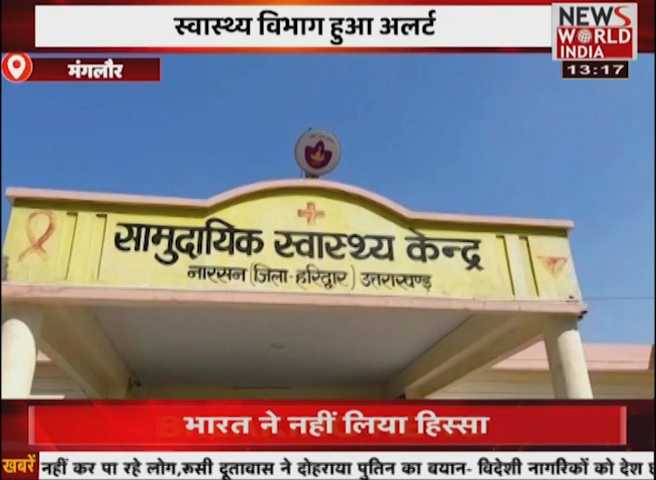 स्वास्थ्य विभाग हुआ अलर्ट
NEWS
WORLD
INDIA
13:17
मंगलौर
सामुदायिक स्वास्थ्य केन्द्र
नारसन (जिला-हरिद्वार) उत्तराखण्ड
भारत ने नहीं लिया हिस्सा
खबरें नहीं कर पा रहे लोग,रूसी दूतावास ने दोहराया पुतिन का बयान- विदेशी नागरिकों को देश